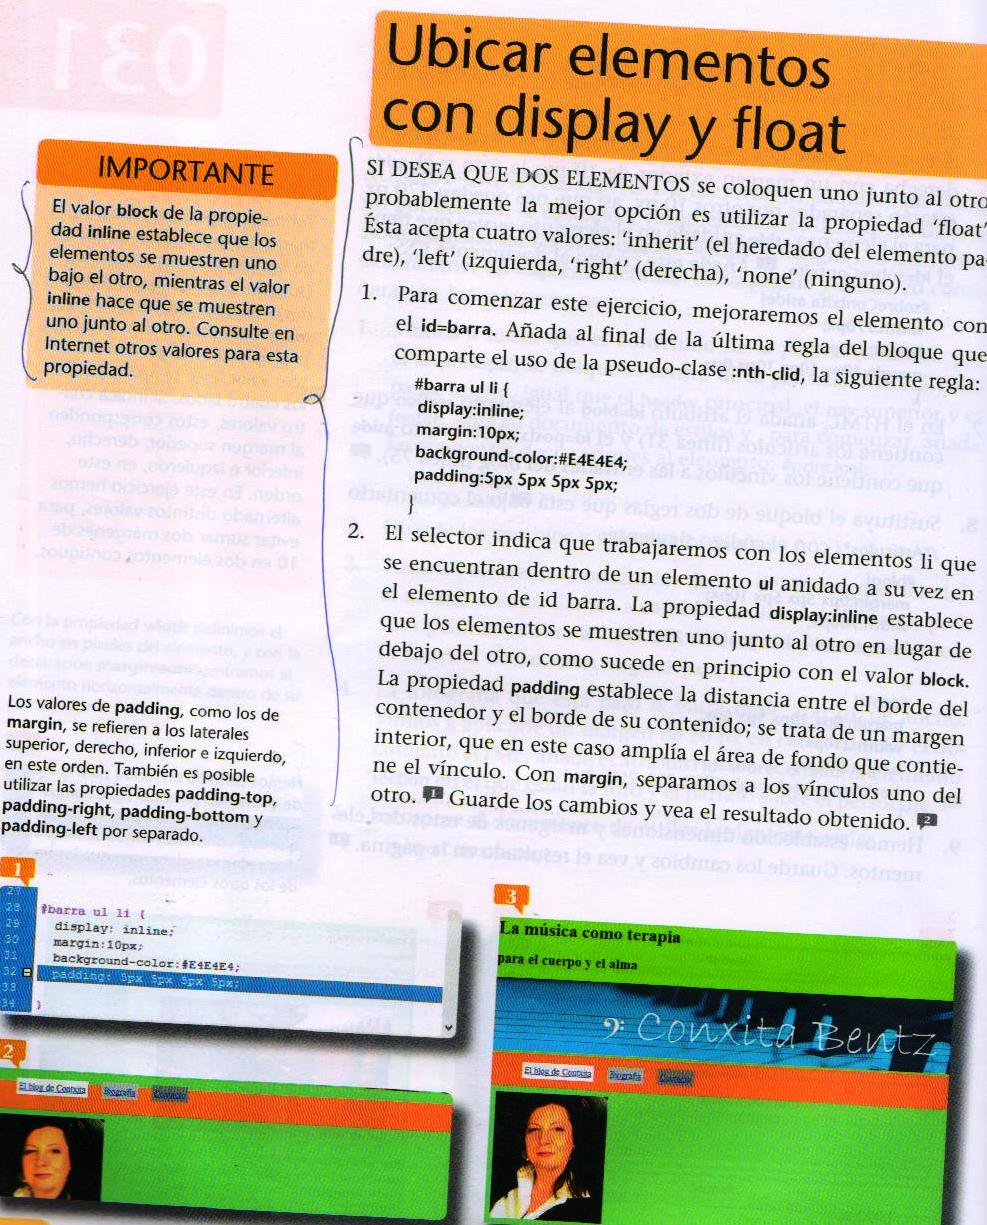 Ubicar elementos
con display y float
IMPORTANTE
El valor block de la propie-
dad inline establece que los
elementos se muestren uno
bajo el otro, mientras el valor
inline hace que se muestren
uno junto al otro. Consulte en
Internet otros valores para esta
propiedad.
SI DESEA QUE DOS ELEMENTOS se coloquen uno junto al otro
probablemente la mejor opción es utilizar la propiedad 'float'
Ésta acepta cuatro valores: 'inherit' (el heredado del elemento pa-
dre), 'left' (izquierda, 'right' (derecha), 'none' (ninguno).
1. Para comenzar este ejercicio, mejoraremos el elemento con
el id=barra. Añada al final de la última regla del bloque que
comparte el uso de la pseudo-clase :nth-clid, la siguiente regla:
#barra ul li {
display:inline;
margin:10px;
background-color:#E4E4E4;
padding:5px 5px 5px 5px;
}
2. El selector indica que trabajaremos con los elementos li que
se encuentran dentro de un elemento ul anidado a su vez en
el elemento de id barra. La propiedad display:inline establece
que los elementos se muestren uno junto al otro en lugar de
debajo del otro, como sucede en principio con el valor block.
La propiedad padding establece la distancia entre el borde del
contenedor y el borde de su contenido; se trata de un margen
interior, que en este caso amplía el área de fondo que contie-
ne el vínculo. Con margin, separamos a los vínculos uno del
otro. 1 Guarde los cambios y vea el resultado obtenido. 2
Los valores de padding, como los de
margin, se refieren a los laterales
superior, derecho, inferior e izquierdo,
en este orden. También es posible
utilizar las propiedades padding-top,
padding-right, padding-bottom y
padding-left por separado.
1
27
28 #barra ul li {
29 display: inline;
30 margin:10px;
31 background-color:#E4E4E4;
32 padding: 5px 5px 5px 5px;
33
34 }
2
El blog de Contxita Biografía Contacto
3
La música como terapia
para el cuerpo y el alma
Conxita Bentz
El blog de Contxita Biografía Contacto